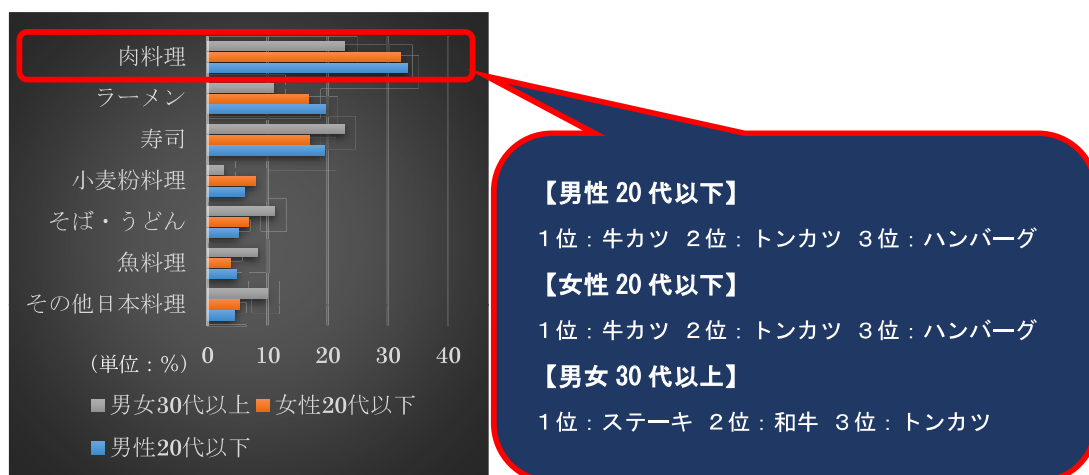 肉料理
ラーメン
寿司
小麦粉料理
そば・うどん
魚料理
その他日本料理
(単位：%) 0 10 20 30 40
男女30代以上 女性20代以下
男性20代以下
【男性 20 代以下】
１位：牛カツ ２位：トンカツ ３位：ハンバーグ
【女性 20 代以下】
１位：牛カツ ２位：トンカツ ３位：ハンバーグ
【男女 30 代以上】
１位：ステーキ ２位：和牛 ３位：トンカツ